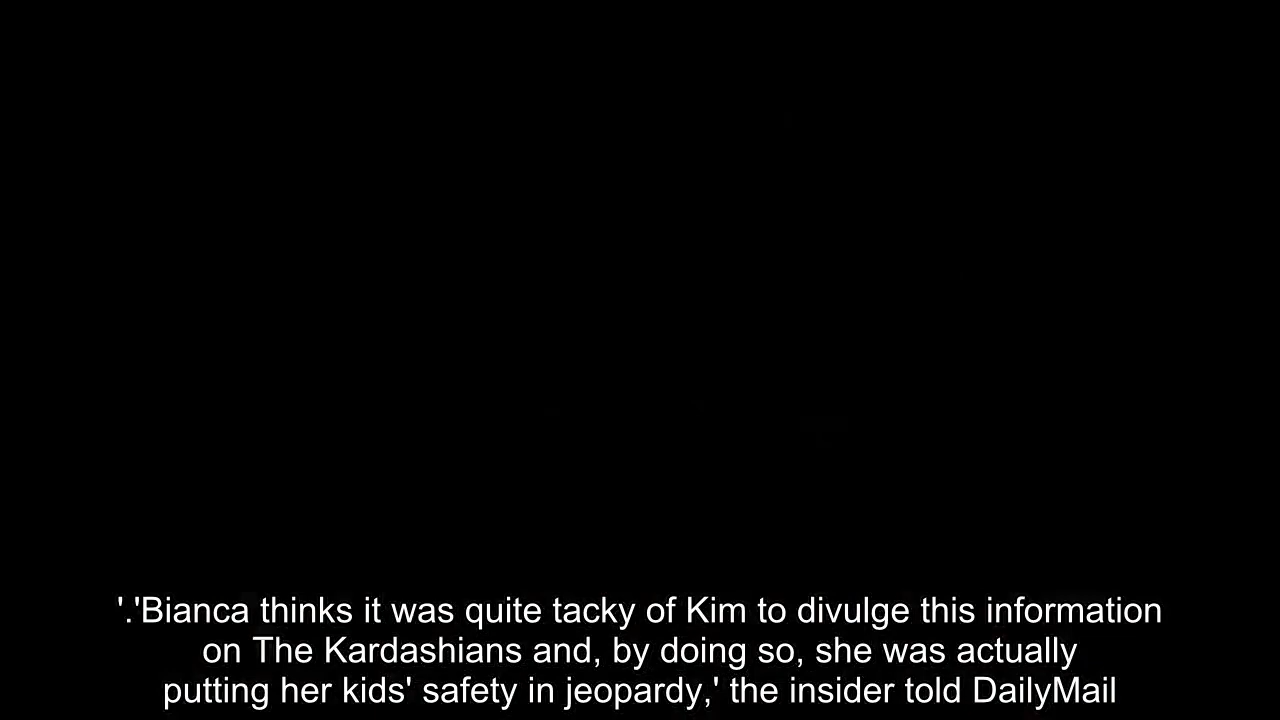 '.'Bianca thinks it was quite tacky of Kim to divulge this information
on The Kardashians and, by doing so, she was actually
putting her kids' safety in jeopardy,' the insider told DailyMail